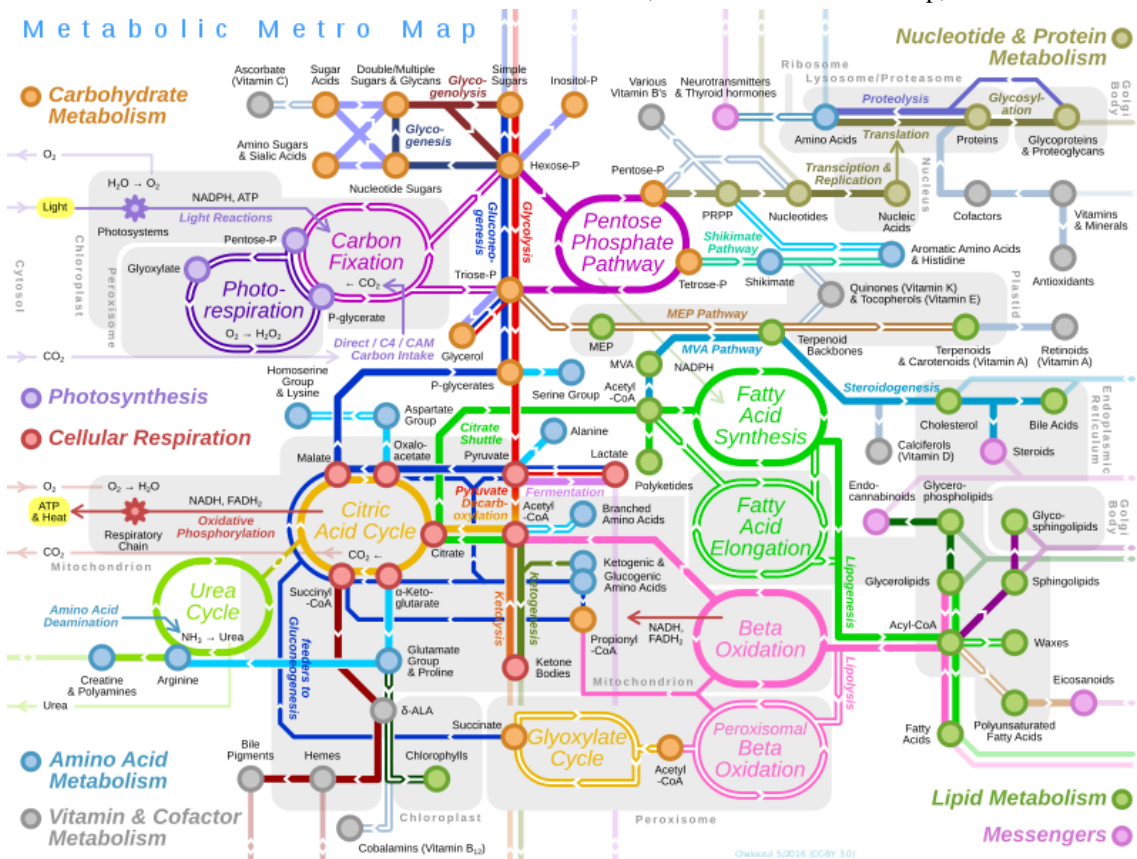 Metabolic Metro Map
Nucleotide & Protein
Metabolism
Carbohydrate
Metabolism
Ascorbate
(Vitamin C)
Sugar
Acids
Double/Multiple
Sugars & Glycans
Glyco-
genolysis
Simple
Sugars
Inositol-P
Various
Vitamin B's
Neurotransmitters
& Thyroid hormones
Ribosome
Lysosome/Proteasome
Proteolysis
Glycosyl-
ation
Golgi
Body
Glyco-
genesis
Amino Sugars
& Sialic Acids
Nucleotide Sugars
Hexose-P
Amino Acids
Translation
Proteins
Glycoproteins
& Proteoglycans
Transciption &
Replication
Nucleus
Pentose-P
PRPP
Nucleotides
Nucleic
Acids
Cofactors
Vitamins
& Minerals
Antioxidants
O₂
H₂O → O₂
Light
NADPH, ATP
Light Reactions
Photosystems
Chloroplast
Peroxisome
Cytosol
Pentose-P
Glyoxylate
Carbon
Fixation
← CO₂
Photo-
respiration
O₂ → H₂O₂
P-glycerate
Direct / C4 / CAM
Carbon Intake
CO₂
Gluconeo-
genesis
Glycolysis
Triose-P
Glycerol
Pentose
Phosphate
Pathway
Tetrose-P
Shikimate
Pathway
Shikimate
Aromatic Amino Acids
& Histidine
Quinones (Vitamin K)
& Tocopherols (Vitamin E)
Plastid
MEP Pathway
MEP
MVA Pathway
Terpenoid
Backbones
Terpenoids
& Carotenoids (Vitamin A)
Retinoids
(Vitamin A)
Photosynthesis
Cellular Respiration
Homoserine
Group
& Lysine
P-glycerates
Serine Group
MVA
Acetyl
-CoA
NADPH
Fatty
Acid
Synthesis
Steroidogenesis
Cholesterol
Bile Acids
Endoplasmic
Reticulum
Calciferols
(Vitamin D)
Steroids
Aspartate
Group
Citrate
Shuttle
Alanine
Malate
Oxalo-
acetate
Pyruvate
Lactate
Polyketides
Fermentation
Pyruvate
Decarb-
oxylation
Acetyl
-CoA
Branched
Amino Acids
Fatty
Acid
Elongation
Endo-
cannabinoids
Glycero-
phospholipids
Glyco-
sphingolipids
Golgi
Body
O₂
O₂ → H₂O
ATP
& Heat
NADH, FADH₂
Oxidative
Phosphorylation
Respiratory
Chain
CO₂
Mitochondrion
Citric
Acid Cycle
CO₂ ←
Citrate
Ketogenic &
Glucogenic
Amino Acids
Glycerolipids
Sphingolipids
Lipogenesis
Urea
Cycle
NH₃ → Urea
Amino Acid
Deamination
Succinyl
-CoA
α-Keto-
glutarate
Ketolysis
Ketogenesis
Propionyl
-CoA
NADH,
FADH₂
Beta
Oxidation
Acyl-CoA
Waxes
Creatine
& Polyamines
Arginine
Glutamate
Group
& Proline
Ketone
Bodies
Mitochondrion
Lipolysis
Eicosanoids
Polyunsaturated
Fatty Acids
Urea
feeders to
Gluconeogenesis
δ-ALA
Succinate
Glyoxylate
Cycle
Acetyl
-CoA
Peroxisomal
Beta
Oxidation
Fatty
Acids
Amino Acid
Metabolism
Bile
Pigments
Hemes
Chlorophylls
Chloroplast
Peroxisome
Lipid Metabolism
Vitamin & Cofactor
Metabolism
Cobalamins (Vitamin B₁₂)
Messengers
Chakazul 5/2016 (CC-BY 3.0)